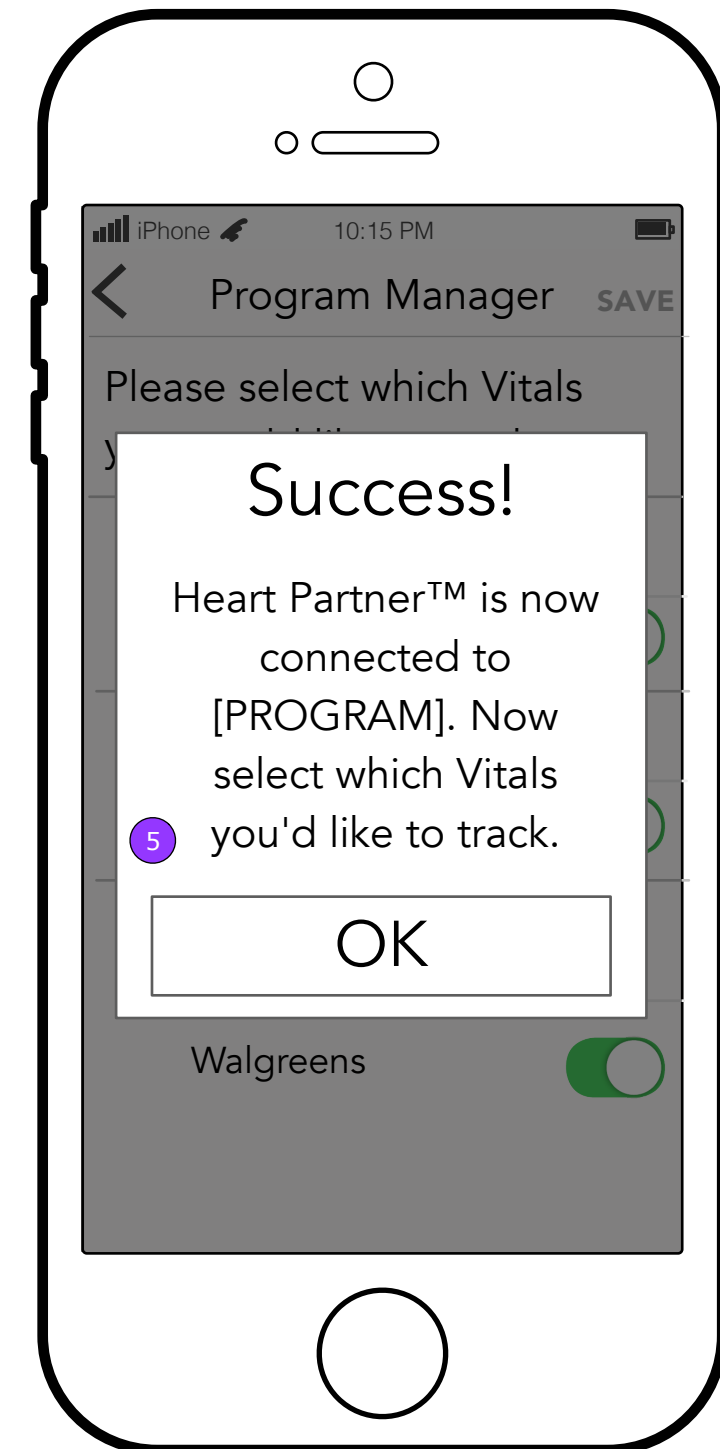 iPhone 10:15 PM
Program Manager SAVE
Please select which Vitals
Success!
Heart Partner™ is now
connected to
[PROGRAM]. Now
select which Vitals
5 you'd like to track.
OK
Walgreens